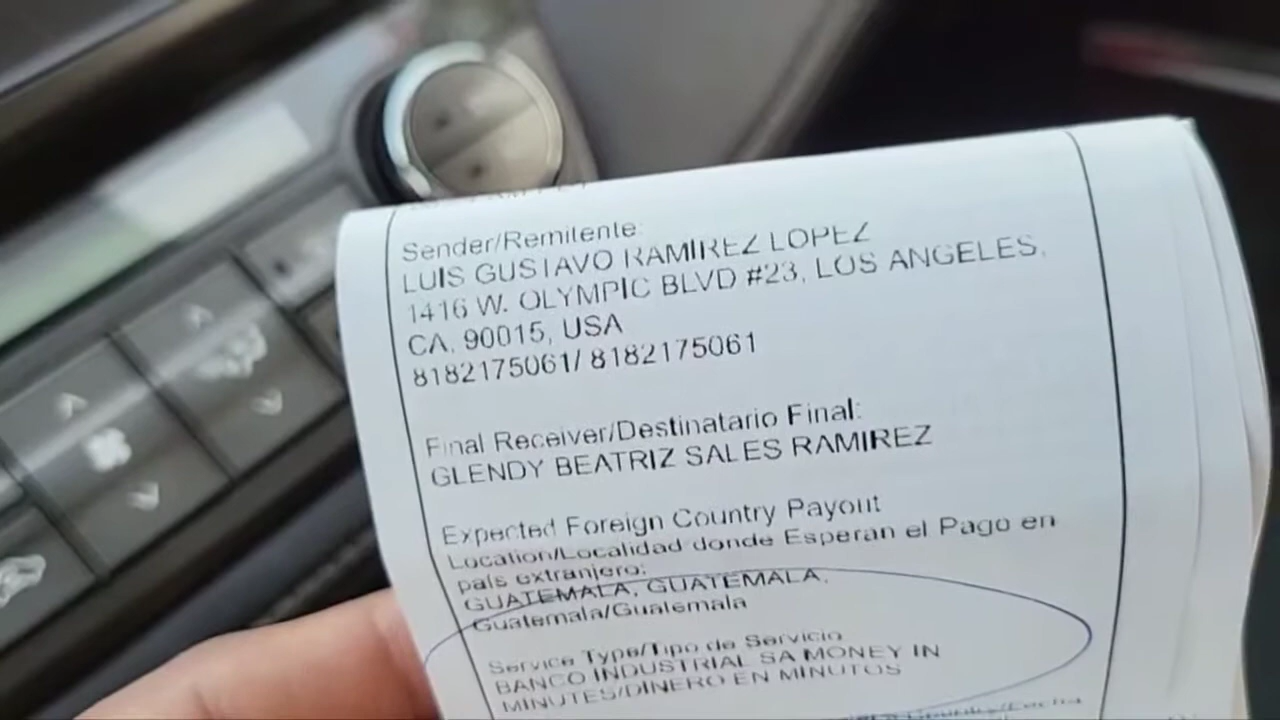 Sender/Remitente:
LUIS GUSTAVO RAMIREZ LOPEZ
1416 W. OLYMPIC BLVD #23, LOS ANGELES,
CA, 90015, USA
8182175061/ 8182175061
Final Receiver/Destinatario Final:
GLENDY BEATRIZ SALES RAMIREZ
Expected Foreign Country Payout
Location/Localidad donde Esperan el Pago en
país extranjero:
GUATEMALA, GUATEMALA,
Guatemala/Guatemala
Service Type/Tipo de Servicio
BANCO INDUSTRIAL SA MONEY IN
MINUTES/DINERO EN MINUTOS